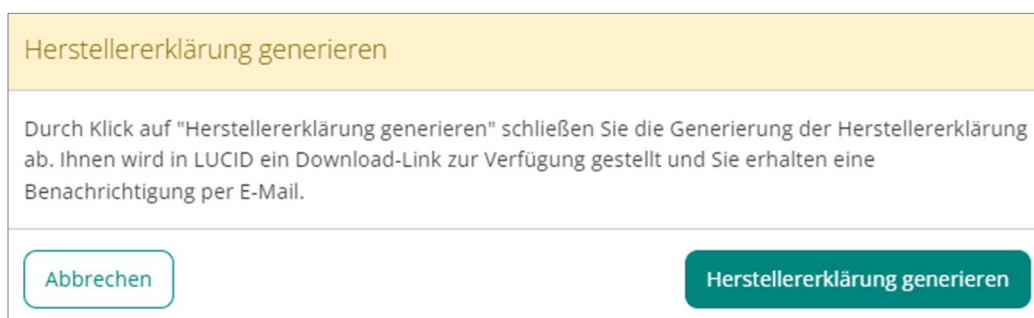 Herstellererklärung generieren
Durch Klick auf "Herstellererklärung generieren" schließen Sie die Generierung der Herstellererklärung
ab. Ihnen wird in LUCID ein Download-Link zur Verfügung gestellt und Sie erhalten eine
Benachrichtigung per E-Mail.
Abbrechen
Herstellererklärung generieren